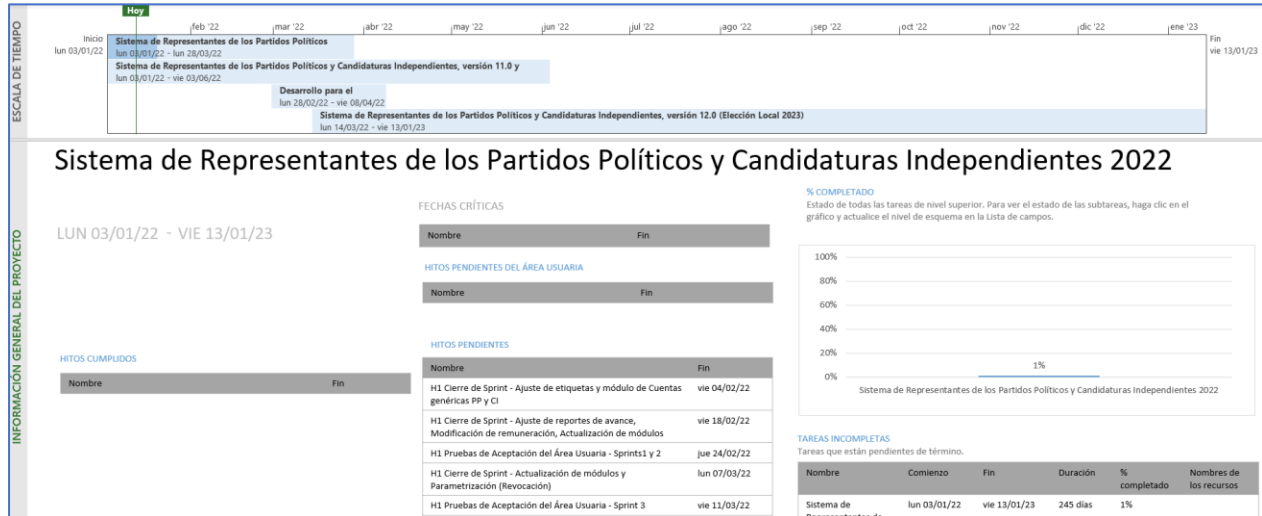 Hoy
feb '22 mar '22 abr '22 may '22 jun '22 jul '22 ago '22 sep '22 oct '22 nov '22 dic '22 ene '23
ESCALA DE TIEMPO
Inicio
lun 03/01/22
Sistema de Representantes de los Partidos Políticos
lun 03/01/22 - lun 28/03/22
Sistema de Representantes de los Partidos Políticos y Candidaturas Independientes, versión 11.0 y
lun 03/01/22 - vie 03/06/22
Desarrollo para el
lun 28/02/22 - vie 08/04/22
Sistema de Representantes de los Partidos Políticos y Candidaturas Independientes, versión 12.0 (Elección Local 2023)
lun 14/03/22 - vie 13/01/23
Fin
vie 13/01/23
INFORMACIÓN GENERAL DEL PROYECTO
Sistema de Representantes de los Partidos Políticos y Candidaturas Independientes 2022
LUN 03/01/22 - VIE 13/01/23
HITOS CUMPLIDOS
Nombre Fin
FECHAS CRÍTICAS
Nombre Fin
HITOS PENDIENTES DEL ÁREA USUARIA
Nombre Fin
HITOS PENDIENTES
Nombre Fin
H1 Cierre de Sprint - Ajuste de etiquetas y módulo de Cuentas vie 04/02/22
genéricas PP y CI
H1 Cierre de Sprint - Ajuste de reportes de avance, vie 18/02/22
Modificación de remuneración, Actualización de módulos
H1 Pruebas de Aceptación del Área Usuaria - Sprints1 y 2 jue 24/02/22
H1 Cierre de Sprint - Actualización de módulos y lun 07/03/22
Parametrización (Revocación)
H1 Pruebas de Aceptación del Área Usuaria - Sprint 3 vie 11/03/22
% COMPLETADO
Estado de todas las tareas de nivel superior. Para ver el estado de las subtareas, haga clic en el
gráfico y actualice el nivel de esquema en la Lista de campos.
100%
80%
60%
40%
20%
0%
1%
Sistema de Representantes de los Partidos Políticos y Candidaturas Independientes 2022
TAREAS INCOMPLETAS
Tareas que están pendientes de término.
Nombre Comienzo Fin Duración % Nombres de
completado los recursos
Sistema de lun 03/01/22 vie 13/01/23 245 días 1%
Representantes de